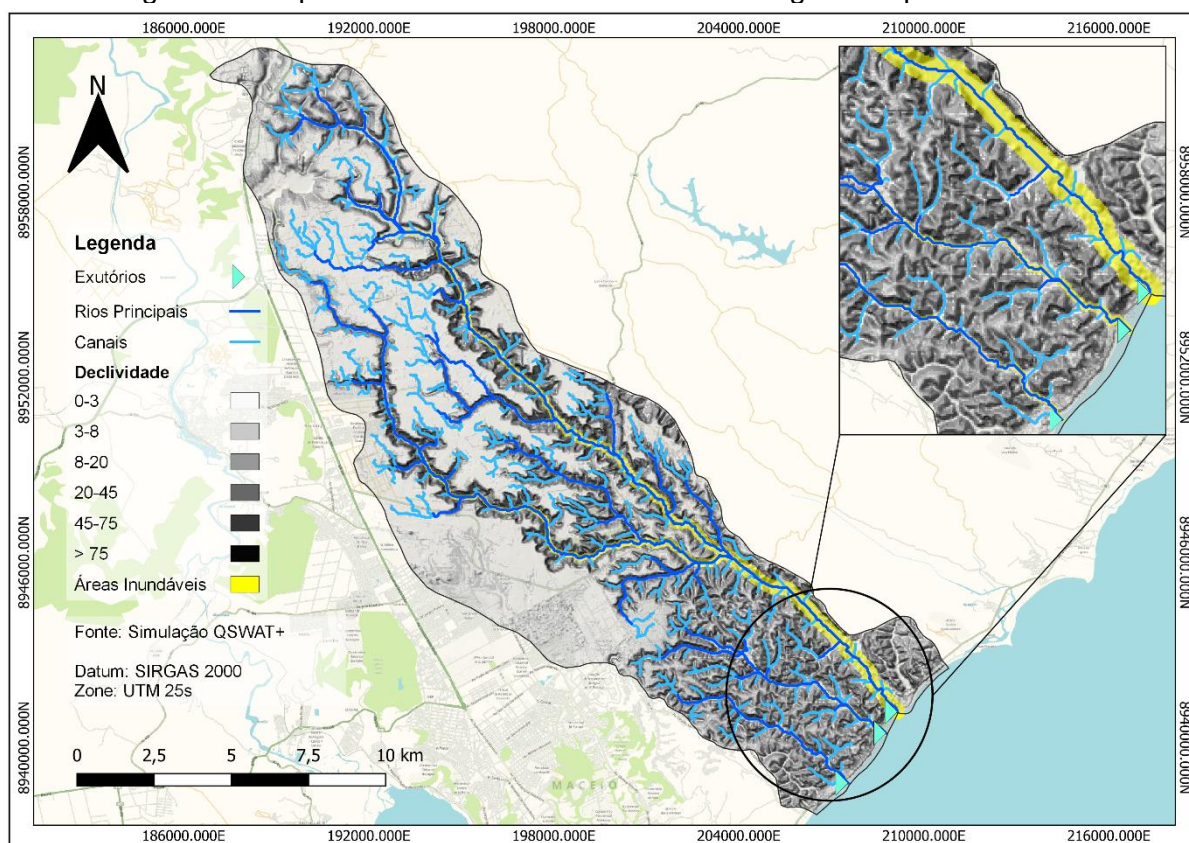 186000.000E 192000.000E 198000.000E 204000.000E 210000.000E 216000.000E
N
8958000.000N
8952000.000N
8946000.000N
8940000.000N
Legenda
Exutórios
Rios Principais
Canais
Declividade
0-3
3-8
8-20
20-45
45-75
> 75
Áreas Inundáveis
Fonte: Simulação QSWAT+
Datum: SIRGAS 2000
Zone: UTM 25s
0 2,5 5 7,5 10 km
MACEIÓ
8958000.000N
8952000.000N
8946000.000N
8940000.000N
186000.000E 192000.000E 198000.000E 204000.000E 210000.000E 216000.000E